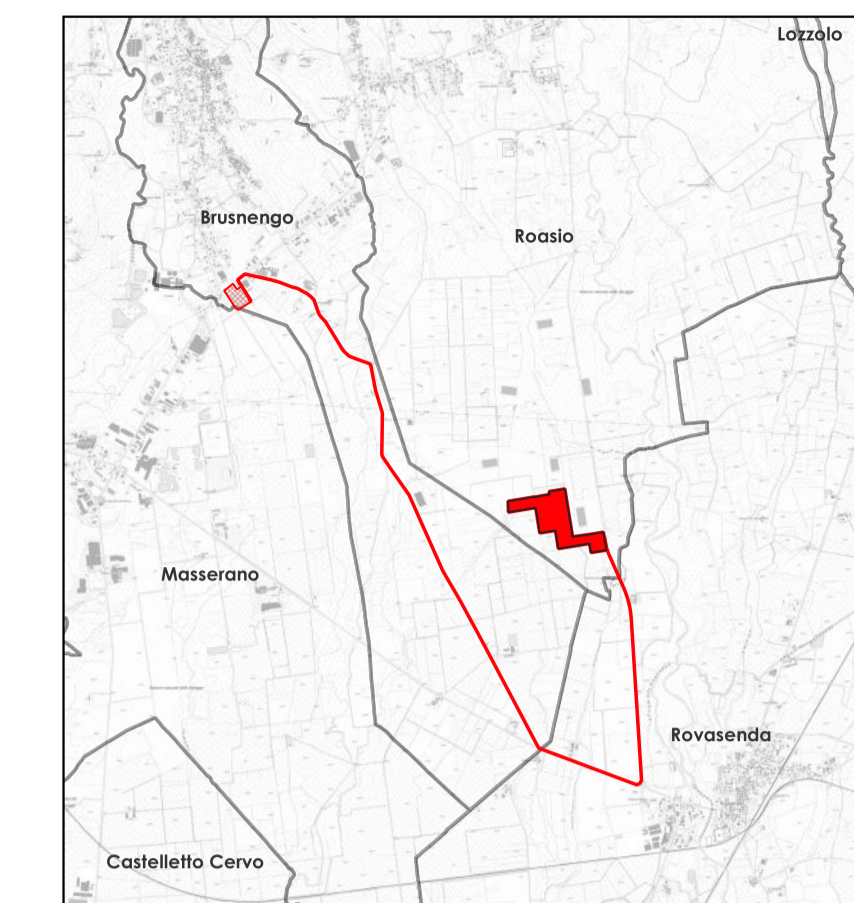 Lozzolo
Brusnengo
Roasio
Masserano
Rovasenda
Castelletto Cervo